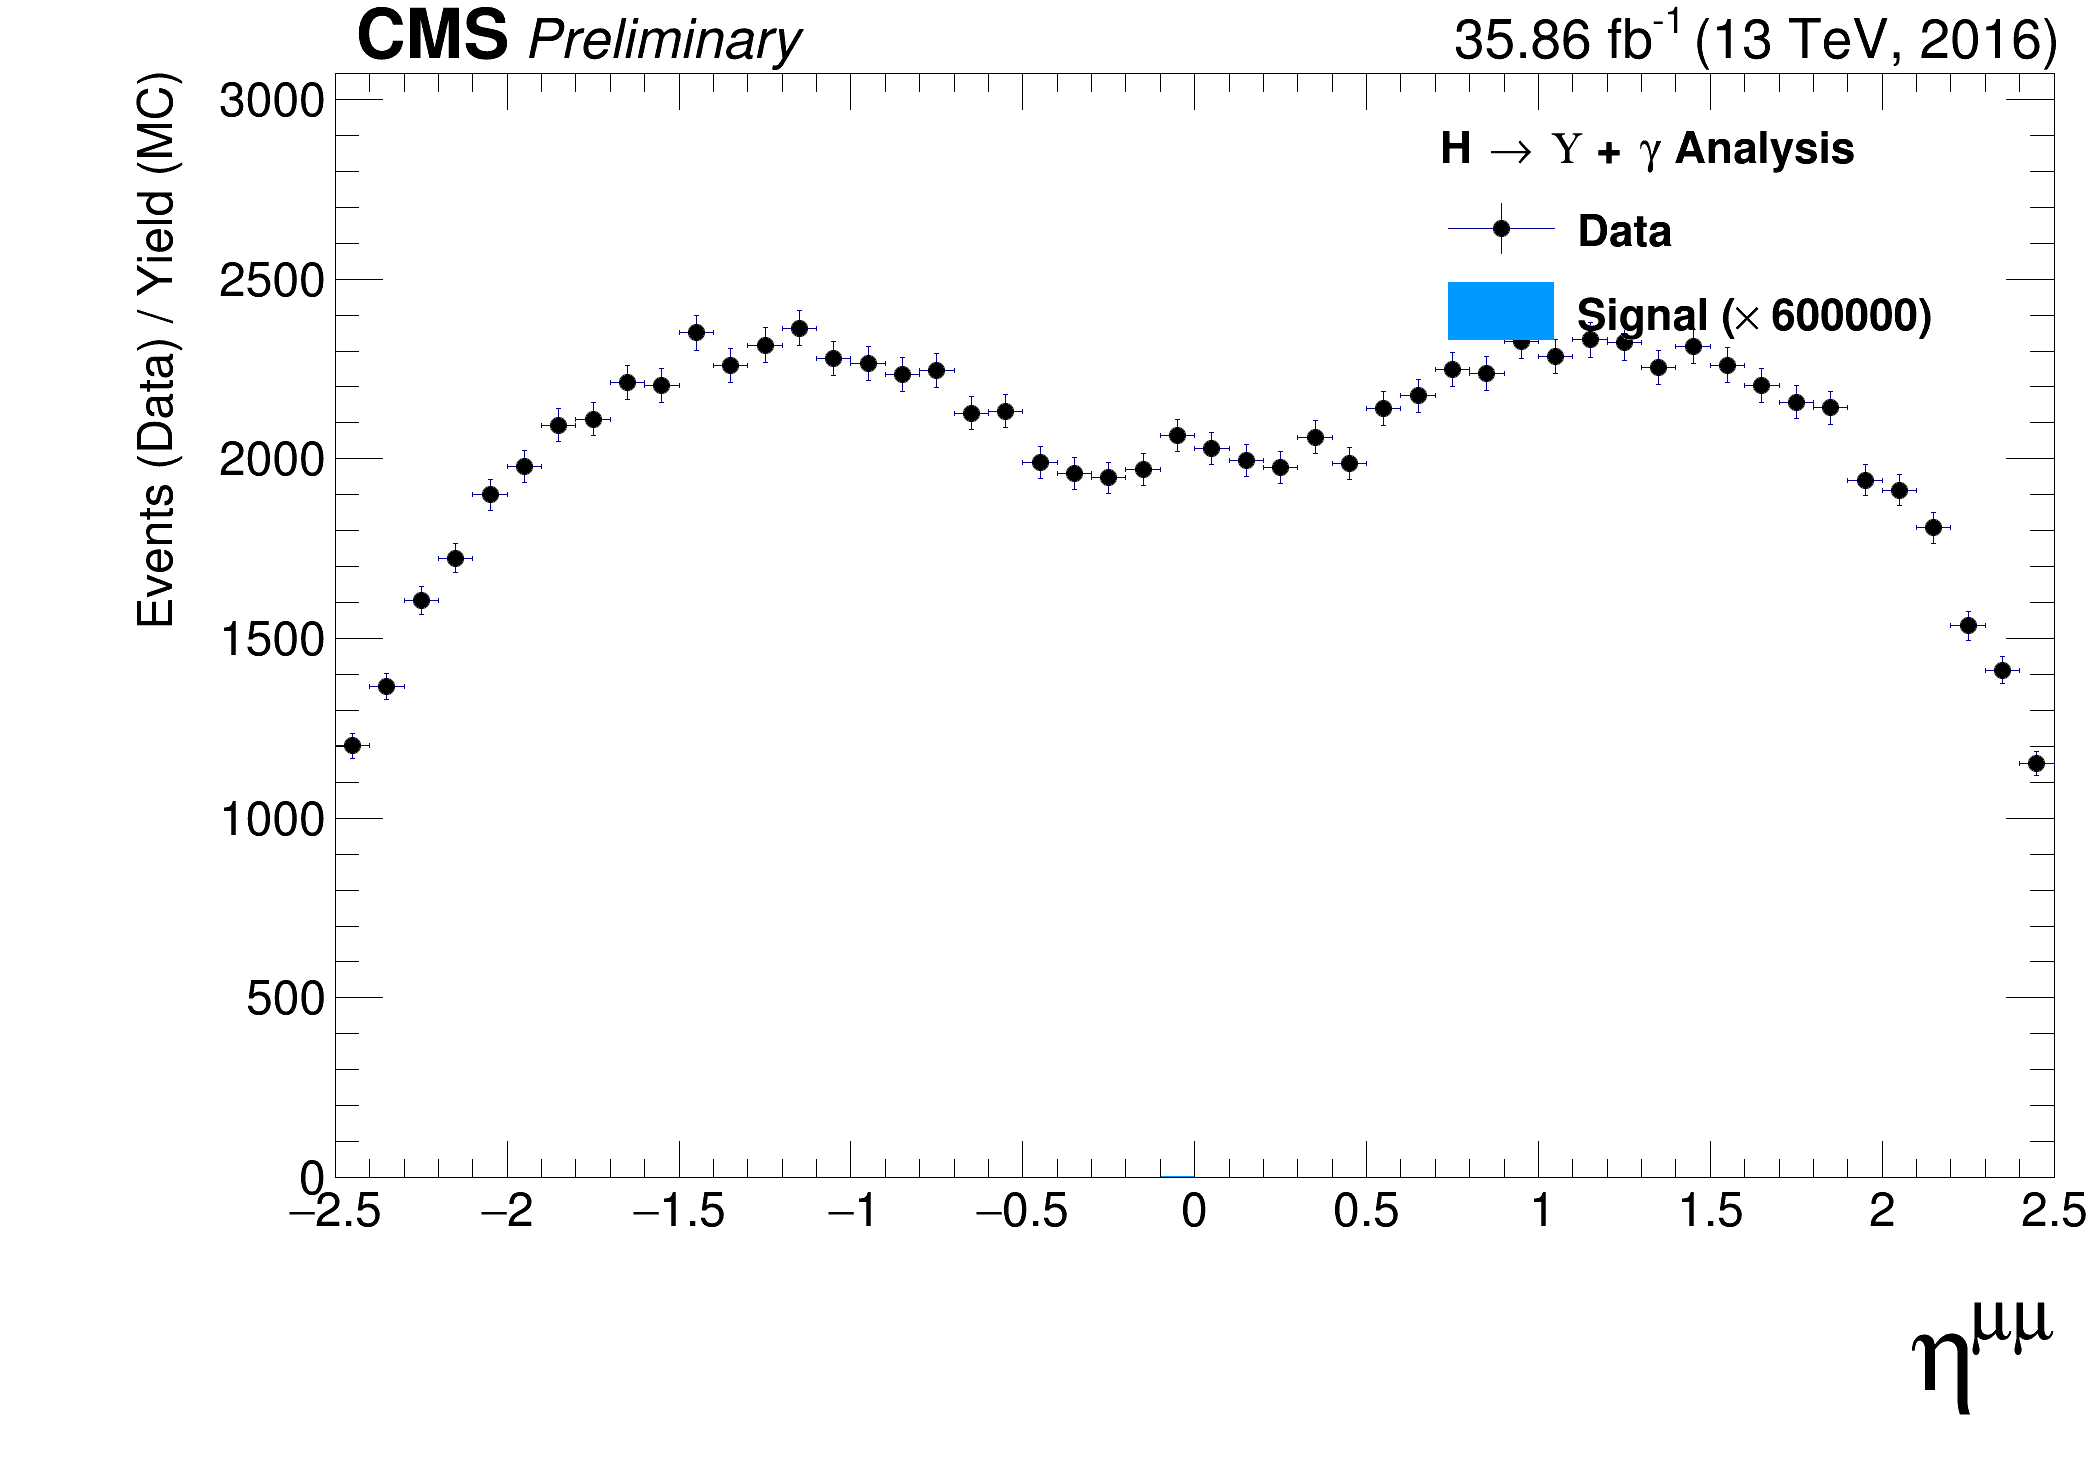 CMS Preliminary 35.86 fb⁻¹ (13 TeV, 2016)
Events (Data) / Yield (MC)
3000
2500
2000
1500
1000
500
0
H → ϒ + γ Analysis
Data
Signal (× 600000)
−2.5 −2 −1.5 −1 −0.5 0 0.5 1 1.5 2 2.5
η^μμ